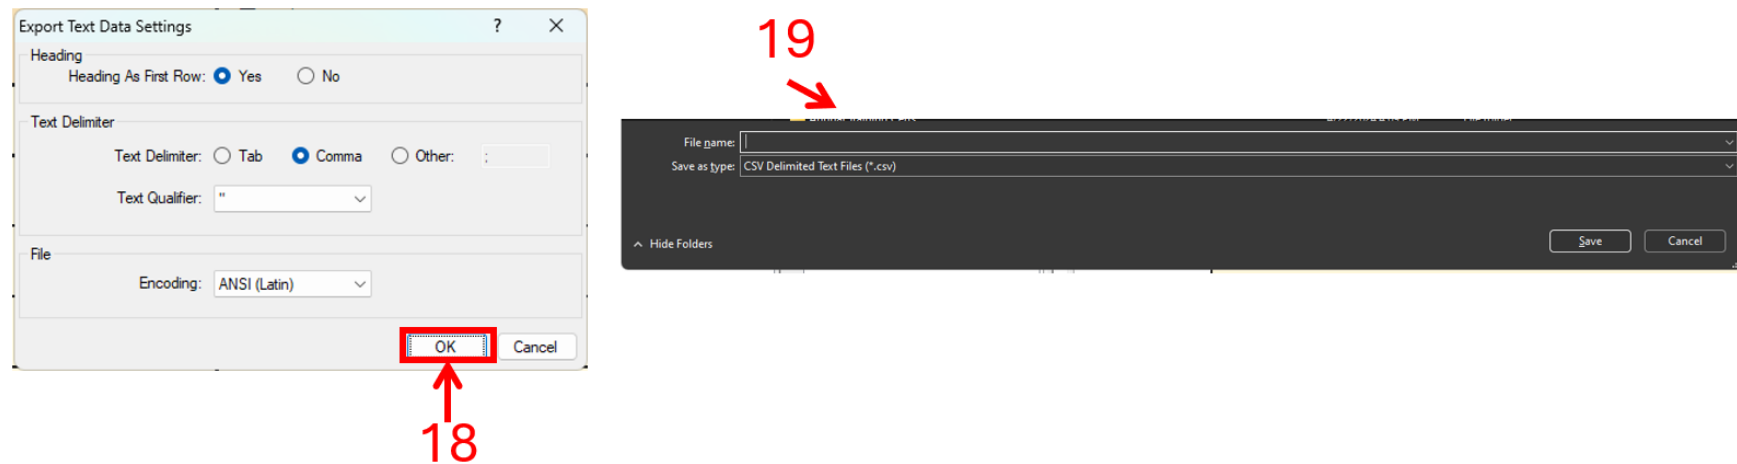 Export Text Data Settings ? ✕
Heading
Heading As First Row: Yes No
Text Delimiter
Text Delimiter: Tab Comma Other: ;
Text Qualifier: "
File
Encoding: ANSI (Latin)
OK Cancel
18
19
File name:
Save as type: CSV Delimited Text Files (*.csv)
Hide Folders
Save Cancel